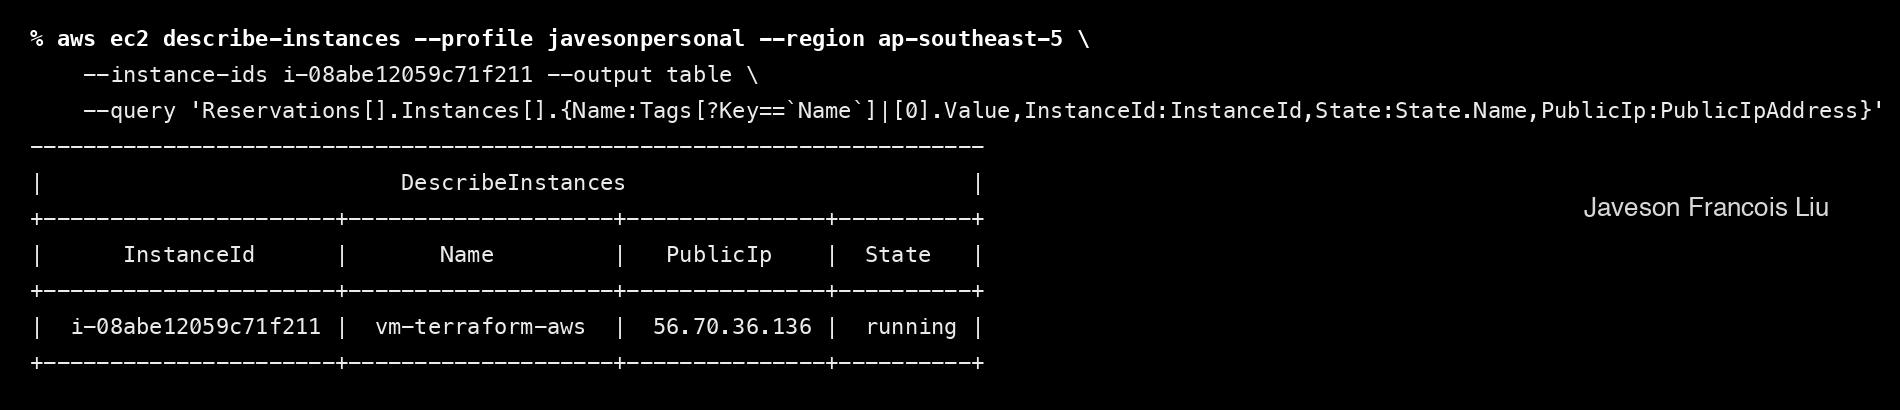 % aws ec2 describe-instances --profile javesonpersonal --region ap-southeast-5 \
    --instance-ids i-08abe12059c71f211 --output table \
    --query 'Reservations[].Instances[].{Name:Tags[?Key==`Name`]|[0].Value,InstanceId:InstanceId,State:State.Name,PublicIp:PublicIpAddress}'
------------------------------------------------------------------------
|                           DescribeInstances                          |
+----------------------+--------------------+---------------+----------+
|      InstanceId      |       Name         |   PublicIp    |  State   |
+----------------------+--------------------+---------------+----------+
|  i-08abe12059c71f211 |  vm-terraform-aws  |  56.70.36.136 |  running |
+----------------------+--------------------+---------------+----------+
Javeson Francois Liu